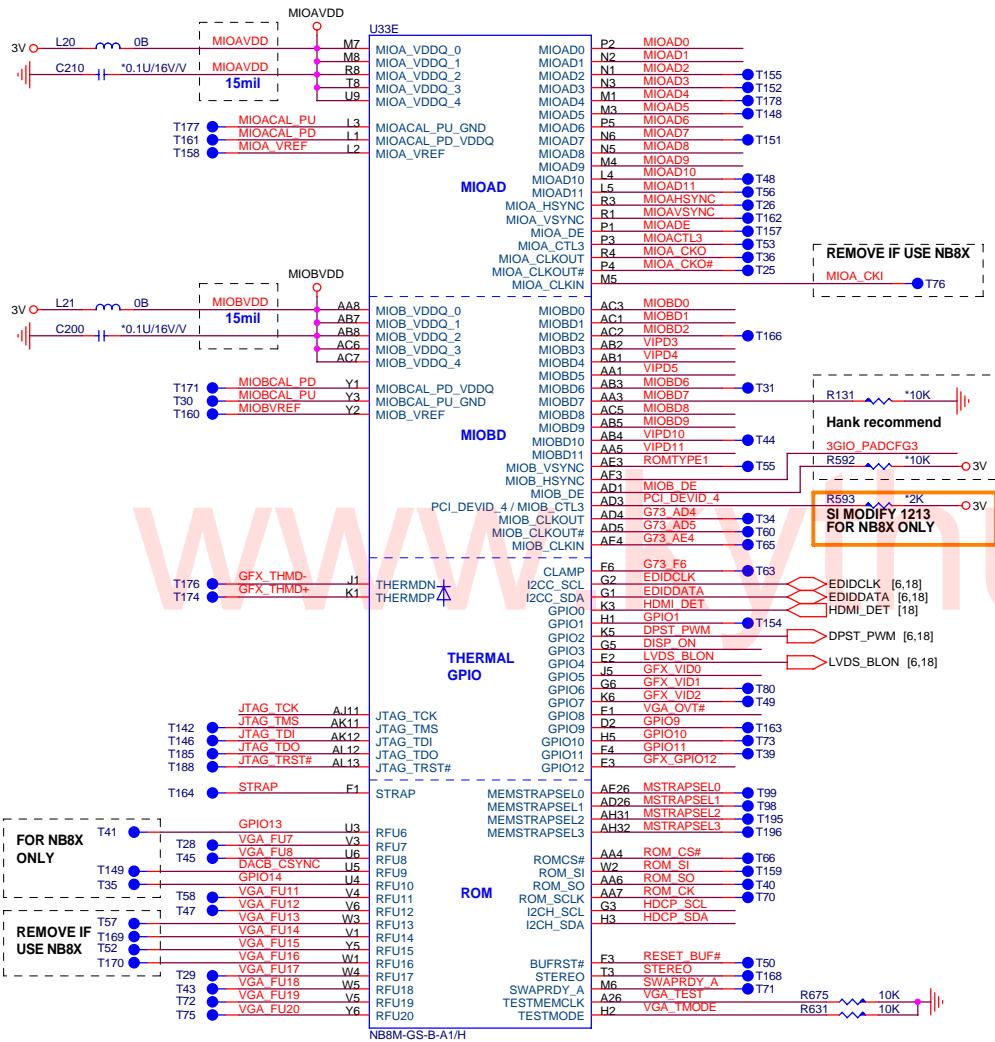 MIOAVDD
U33E
3V L20 0B MIOAVDD M7 MIOA_VDDQ_0 MIOAD0 P2 MIOAD0
M8 MIOA_VDDQ_1 MIOAD1 N2 MIOAD1
C210 *0.1U/16V/V MIOAVDD R8 MIOA_VDDQ_2 MIOAD2 N1 MIOAD2 T155
15mil T8 MIOA_VDDQ_3 MIOAD3 N3 MIOAD3 T152
U9 MIOA_VDDQ_4 MIOAD4 M1 MIOAD4 T178
MIOAD5 M3 MIOAD5 T148
T177 MIOACAL_PU L3 MIOACAL_PU_GND MIOAD6 P5 MIOAD6
T161 MIOACAL_PD L1 MIOACAL_PD_VDDQ MIOAD7 N6 MIOAD7 T151
T158 MIOA_VREF L2 MIOA_VREF MIOAD8 N5 MIOAD8
MIOAD9 M4 MIOAD9
MIOAD MIOAD10 L4 MIOAD10 T48
MIOAD11 L5 MIOAD11 T56
MIOA_HSYNC R3 MIOAHSYNC T26
MIOA_VSYNC R1 MIOAVSYNC T162
MIOA_DE P1 MIOADE T157
MIOA_CTL3 P3 MIOACTL3 T53
MIOA_CLKOUT R4 MIOA_CKO T36
MIOA_CLKOUT# P4 MIOA_CKO# T25
MIOA_CLKIN M5 MIOA_CKI T76
REMOVE IF USE NB8X
MIOBVDD
3V L21 0B MIOBVDD AA8 MIOB_VDDQ_0 MIOBD0 AC3 MIOBD0
AB7 MIOB_VDDQ_1 MIOBD1 AC1 MIOBD1
C200 *0.1U/16V/V 15mil AB8 MIOB_VDDQ_2 MIOBD2 AC2 MIOBD2 T166
AC6 MIOB_VDDQ_3 MIOBD3 AB2 VIPD3
AC7 MIOB_VDDQ_4 MIOBD4 AB1 VIPD4
MIOBD5 AA1 VIPD5
T171 MIOBCAL_PD Y1 MIOBCAL_PD_VDDQ MIOBD6 AB3 MIOBD6 T31
T30 MIOBCAL_PU Y3 MIOBCAL_PU_GND MIOBD7 AA3 MIOBD7 R131 *10K
T160 MIOBVREF Y2 MIOB_VREF MIOBD8 AC5 MIOBD8
MIOBD MIOBD9 AB5 MIOBD9
Hank recommend
MIOBD10 AB4 VIPD10 T44
MIOBD11 AA5 VIPD11
3GIO_PADCFG3
MIOB_VSYNC AE3 ROMTYPE1 T55
MIOB_HSYNC AF3
R592 *10K 3V
MIOB_DE AD1 MIOB_DE
PCI_DEVID_4 / MIOB_CTL3 AD3 PCI_DEVID_4 R593 *2K 3V
MIOB_CLKOUT AD4 G73_AD4 T34
MIOB_CLKOUT# AD5 G73_AD5 T60
MIOB_CLKIN AE4 G73_AE4 T65
SI MODIFY 1213
FOR NB8X ONLY
www.kythu
CLAMP F6 G73_F6 T63
T176 GFX_THMD- J1 THERMDN I2CC_SCL G2 EDIDCLK EDIDCLK [6,18]
T174 GFX_THMD+ K1 THERMDP I2CC_SDA G1 EDIDDATA EDIDDATA [6,18]
GPIO0 K3 HDMI_DET HDMI_DET [18]
GPIO1 H1 GPIO1 T154
GPIO2 K5 DPST_PWM DPST_PWM [6,18]
THERMAL
GPIO
GPIO3 G5 DISP_ON
GPIO4 E2 LVDS_BLON LVDS_BLON [6,18]
GPIO5 J5 GFX_VID0
GPIO6 G6 GFX_VID1 T80
GPIO7 K6 GFX_VID2 T49
JTAG_TCK AJ11 JTAG_TCK GPIO8 E1 VGA_OVT#
T142 JTAG_TMS AK11 JTAG_TMS GPIO9 D2 GPIO9 T163
T146 JTAG_TDI AK12 JTAG_TDI GPIO10 H5 GPIO10 T73
T185 JTAG_TDO AL12 JTAG_TDO GPIO11 F4 GPIO11 T39
T188 JTAG_TRST# AL13 JTAG_TRST# GPIO12 E3 GFX_GPIO12
T164 STRAP F1 STRAP MEMSTRAPSEL0 AE26 MSTRAPSEL0 T99
MEMSTRAPSEL1 AD26 MSTRAPSEL1 T98
MEMSTRAPSEL2 AH31 MSTRAPSEL2 T195
MEMSTRAPSEL3 AH32 MSTRAPSEL3 T196
FOR NB8X
ONLY
T41 GPIO13 U3 RFU6
T28 VGA_FU7 V3 RFU7
T45 VGA_FU8 U6 RFU8 ROMCS# AA4 ROM_CS# T66
T149 DACB_CSYNC U5 RFU9 ROM_SI W2 ROM_SI T159
T35 GPIO14 U4 RFU10 ROM_SO AA6 ROM_SO T40
T58 VGA_FU11 V4 RFU11 ROM ROM_SCLK AA7 ROM_CK T70
T47 VGA_FU12 V6 RFU12 I2CH_SCL G3 HDCP_SCL
T57 VGA_FU13 W3 RFU13 I2CH_SDA H3 HDCP_SDA
REMOVE IF
USE NB8X
T169 VGA_FU14 V1 RFU14
T52 VGA_FU15 Y5 RFU15
T170 VGA_FU16 W1 RFU16 BUFRST# F3 RESET_BUF# T50
T29 VGA_FU17 W4 RFU17 STEREO T3 STEREO T168
T43 VGA_FU18 W5 RFU18 SWAPRDY_A M6 SWAPRDY_A T71
T72 VGA_FU19 V5 RFU19 TESTMEMCLK A26 VGA_TEST R675 10K
T75 VGA_FU20 Y6 RFU20 TESTMODE H2 VGA_TMODE R631 10K
NB8M-GS-B-A1/H